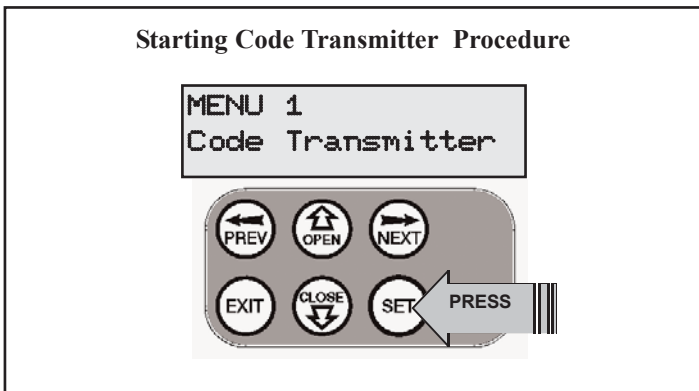 Starting Code Transmitter Procedure
MENU 1
Code Transmitter
PREV OPEN NEXT
EXIT CLOSE SET PRESS